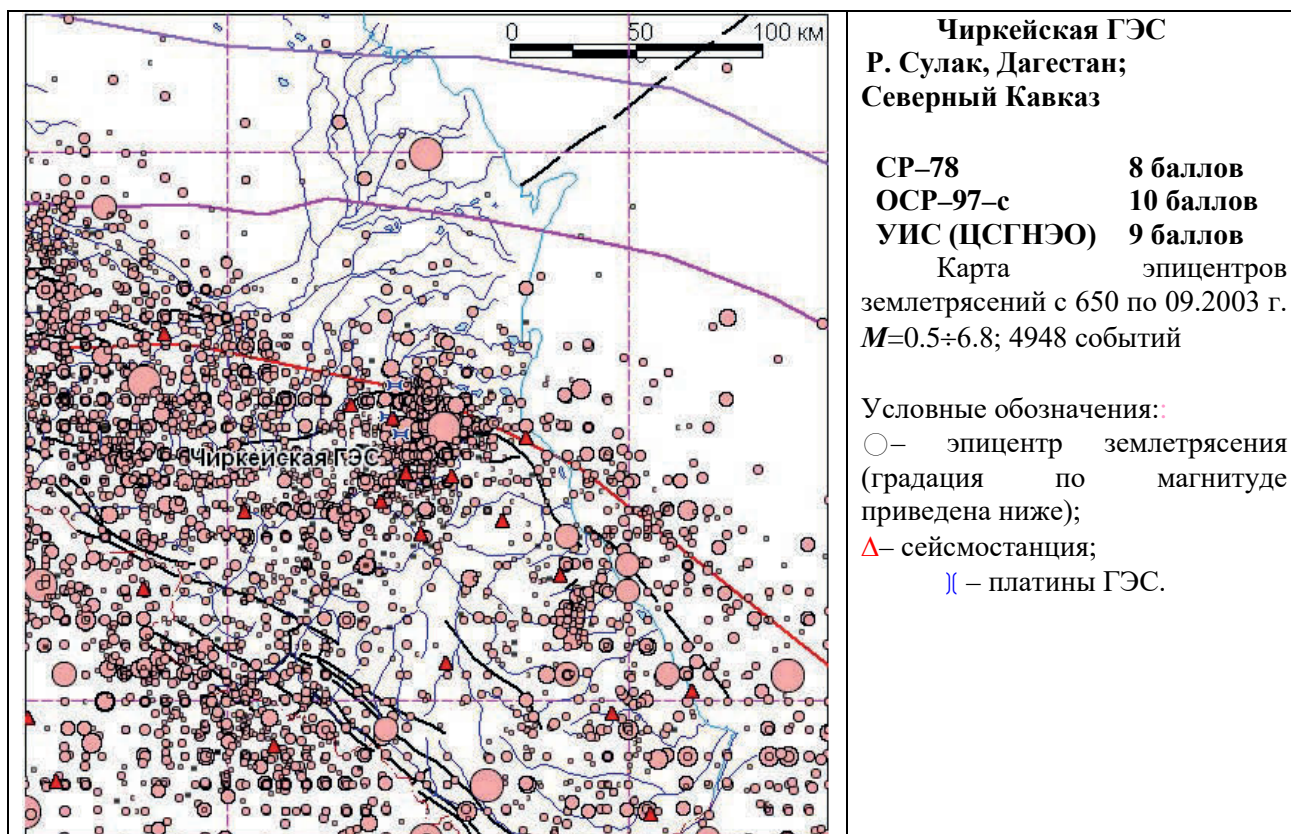 0 50 100 км
Чиркейская ГЭС
Чиркейская ГЭС
Р. Сулак, Дагестан;
Северный Кавказ
СР–78 8 баллов
ОСР–97–с 10 баллов
УИС (ЦСГНЭО) 9 баллов
Карта эпицентров
землетрясений с 650 по 09.2003 г.
M=0.5÷6.8; 4948 событий
Условные обозначения::
◯– эпицентр землетрясения
(градация по магнитуде
приведена ниже);
Δ– сейсмостанция;
)( – платины ГЭС.